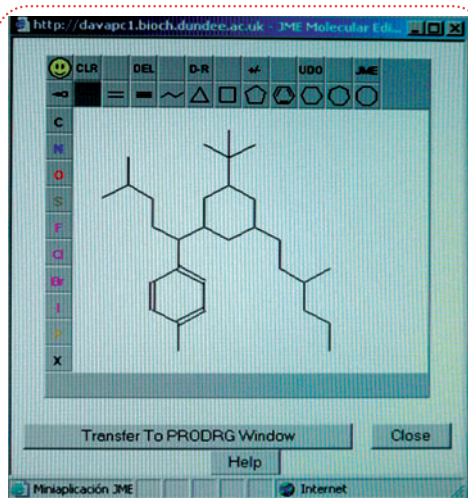 http://davapc1.bioch.dundee.ac.uk - JME Molecular Edi...
CLR DEL D-R +/- UDO JME
C
N
O
S
F
Cl
Br
I
P
X
Transfer To PRODRG Window Close
Help
Miniaplicación JME Internet